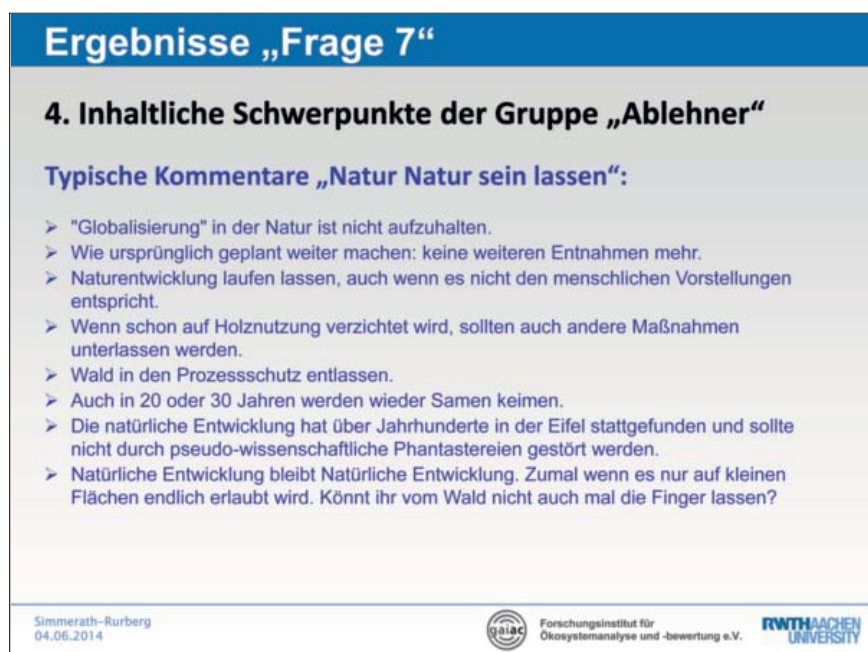 Ergebnisse „Frage 7“
4. Inhaltliche Schwerpunkte der Gruppe „Ablehner“
Typische Kommentare „Natur Natur sein lassen“:
➢ "Globalisierung" in der Natur ist nicht aufzuhalten.
➢ Wie ursprünglich geplant weiter machen: keine weiteren Entnahmen mehr.
➢ Naturentwicklung laufen lassen, auch wenn es nicht den menschlichen Vorstellungen
entspricht.
➢ Wenn schon auf Holznutzung verzichtet wird, sollten auch andere Maßnahmen
unterlassen werden.
➢ Wald in den Prozessschutz entlassen.
➢ Auch in 20 oder 30 Jahren werden wieder Samen keimen.
➢ Die natürliche Entwicklung hat über Jahrhunderte in der Eifel stattgefunden und sollte
nicht durch pseudo-wissenschaftliche Phantastereien gestört werden.
➢ Natürliche Entwicklung bleibt Natürliche Entwicklung. Zumal wenn es nur auf kleinen
Flächen endlich erlaubt wird. Könnt ihr vom Wald nicht auch mal die Finger lassen?
Simmerath-Rurberg
04.06.2014
gaiac
Forschungsinstitut für
Ökosystemanalyse und -bewertung e.V.
RWTHAACHEN
UNIVERSITY